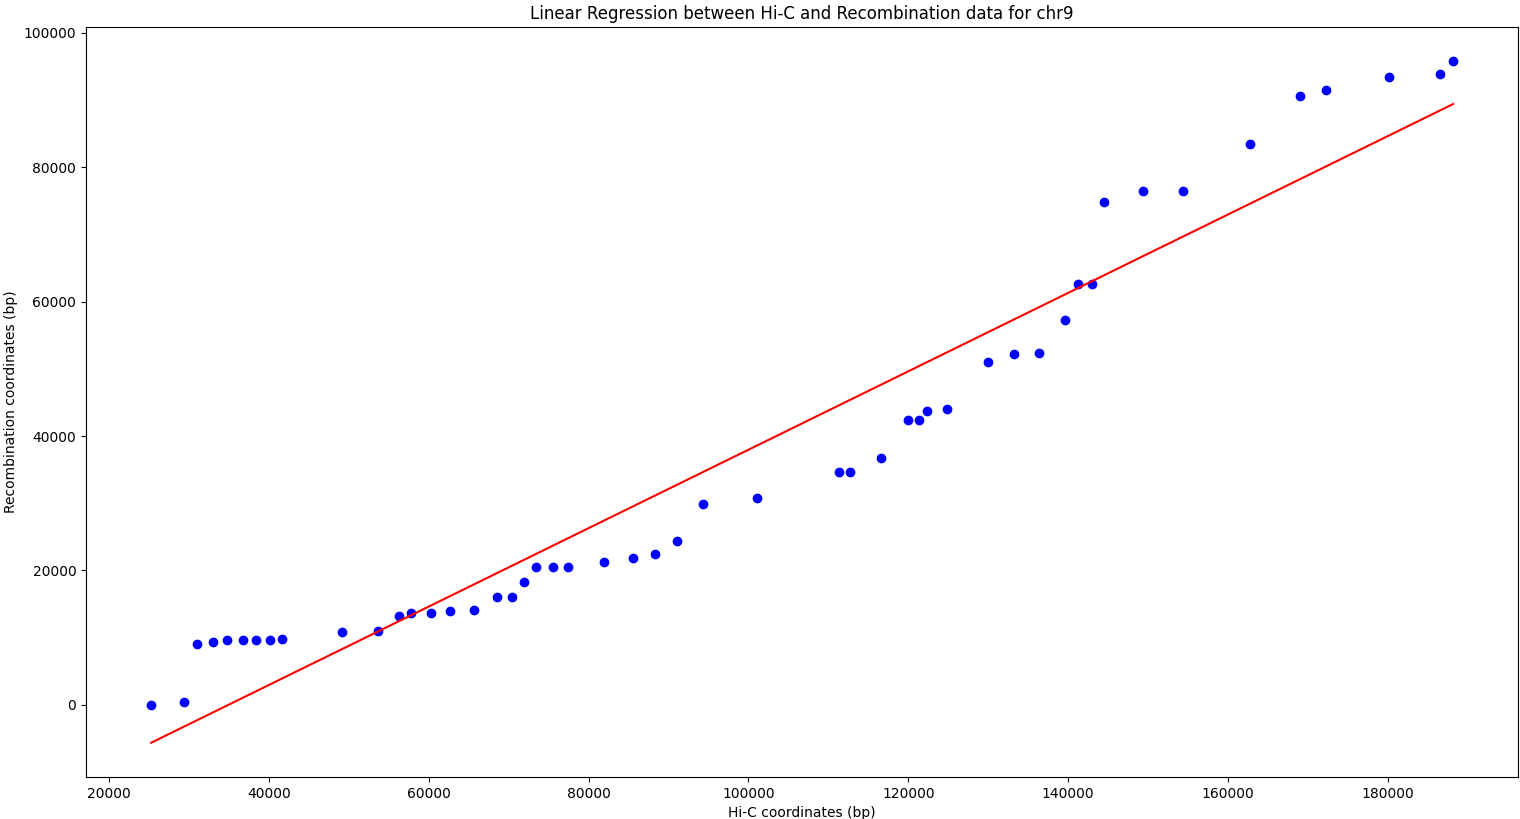 Linear Regression between Hi-C and Recombination data for chr9
100000
80000
60000
40000
20000
0
Recombination coordinates (bp)
20000 40000 60000 80000 100000 120000 140000 160000 180000
Hi-C coordinates (bp)